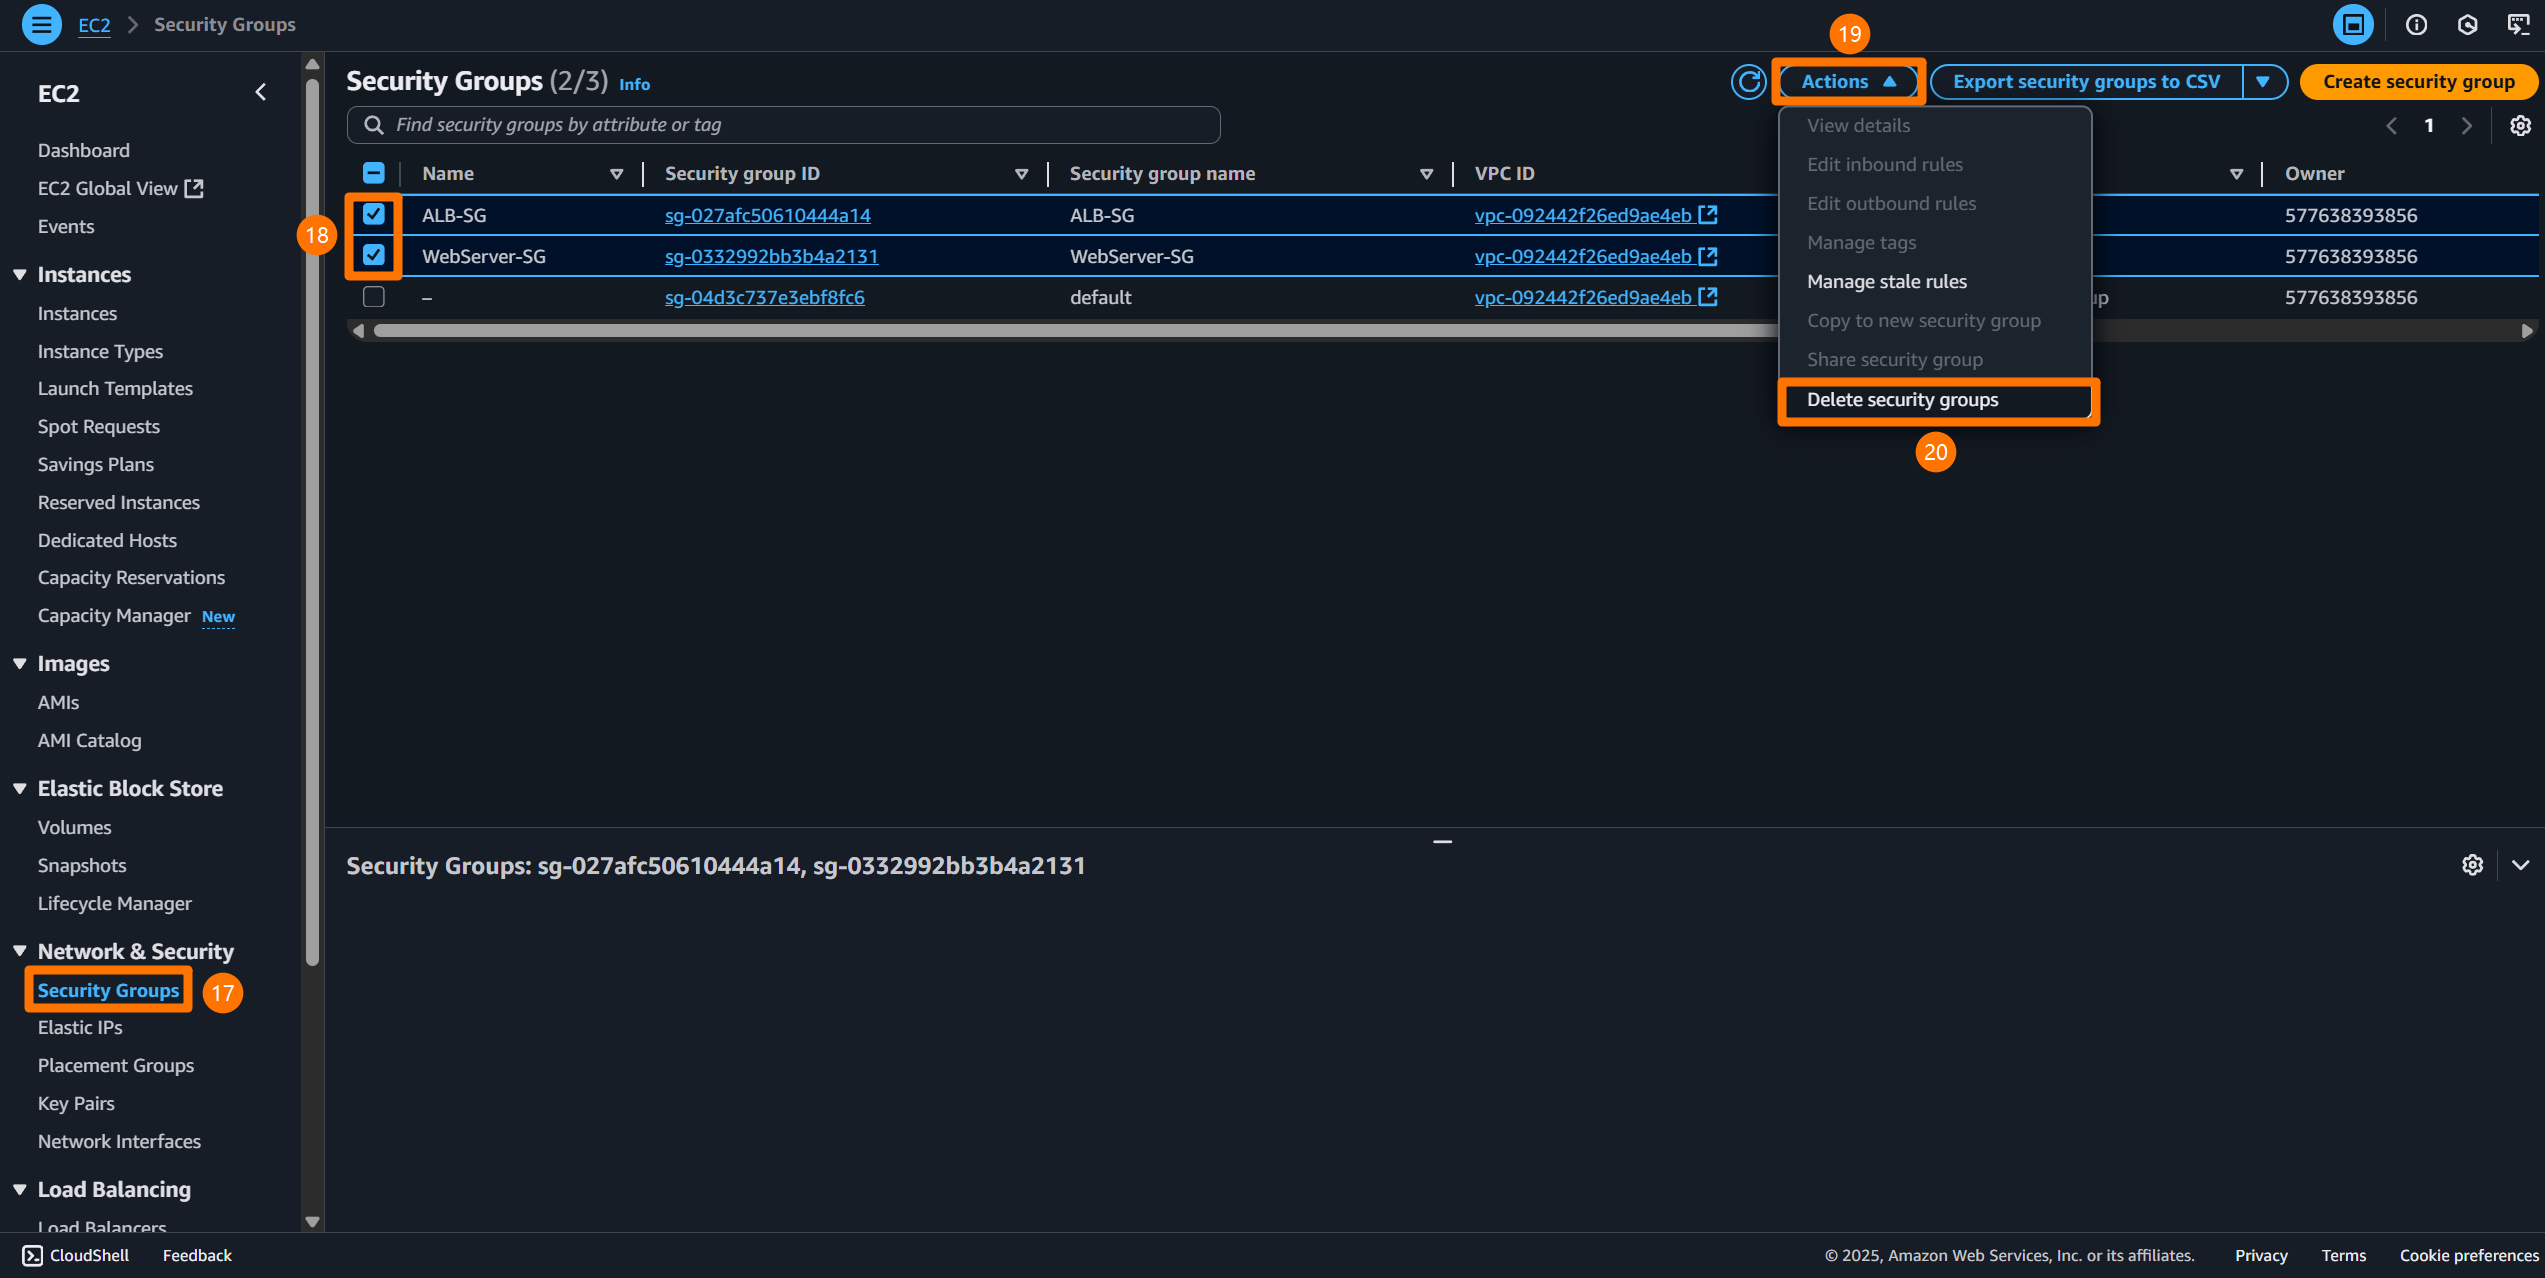 EC2 > Security Groups
19
EC2
Security Groups (2/3) Info
Actions
Export security groups to CSV
Create security group
Find security groups by attribute or tag
1
Name
Security group ID
Security group name
VPC ID
Owner
18
ALB-SG
sg-027afc50610444a14
ALB-SG
vpc-092442f26ed9ae4eb
577638393856
WebServer-SG
sg-0332992bb3b4a2131
WebServer-SG
vpc-092442f26ed9ae4eb
577638393856
–
sg-04d3c737e3ebf8fc6
default
vpc-092442f26ed9ae4eb
577638393856
View details
Edit inbound rules
Edit outbound rules
Manage tags
Manage stale rules
Copy to new security group
Share security group
Delete security groups
20
Dashboard
EC2 Global View
Events
Instances
Instances
Instance Types
Launch Templates
Spot Requests
Savings Plans
Reserved Instances
Dedicated Hosts
Capacity Reservations
Capacity Manager New
Images
AMIs
AMI Catalog
Elastic Block Store
Volumes
Snapshots
Lifecycle Manager
Network & Security
Security Groups
17
Elastic IPs
Placement Groups
Key Pairs
Network Interfaces
Load Balancing
Load Balancers
Security Groups: sg-027afc50610444a14, sg-0332992bb3b4a2131
CloudShell
Feedback
© 2025, Amazon Web Services, Inc. or its affiliates.
Privacy
Terms
Cookie preferences